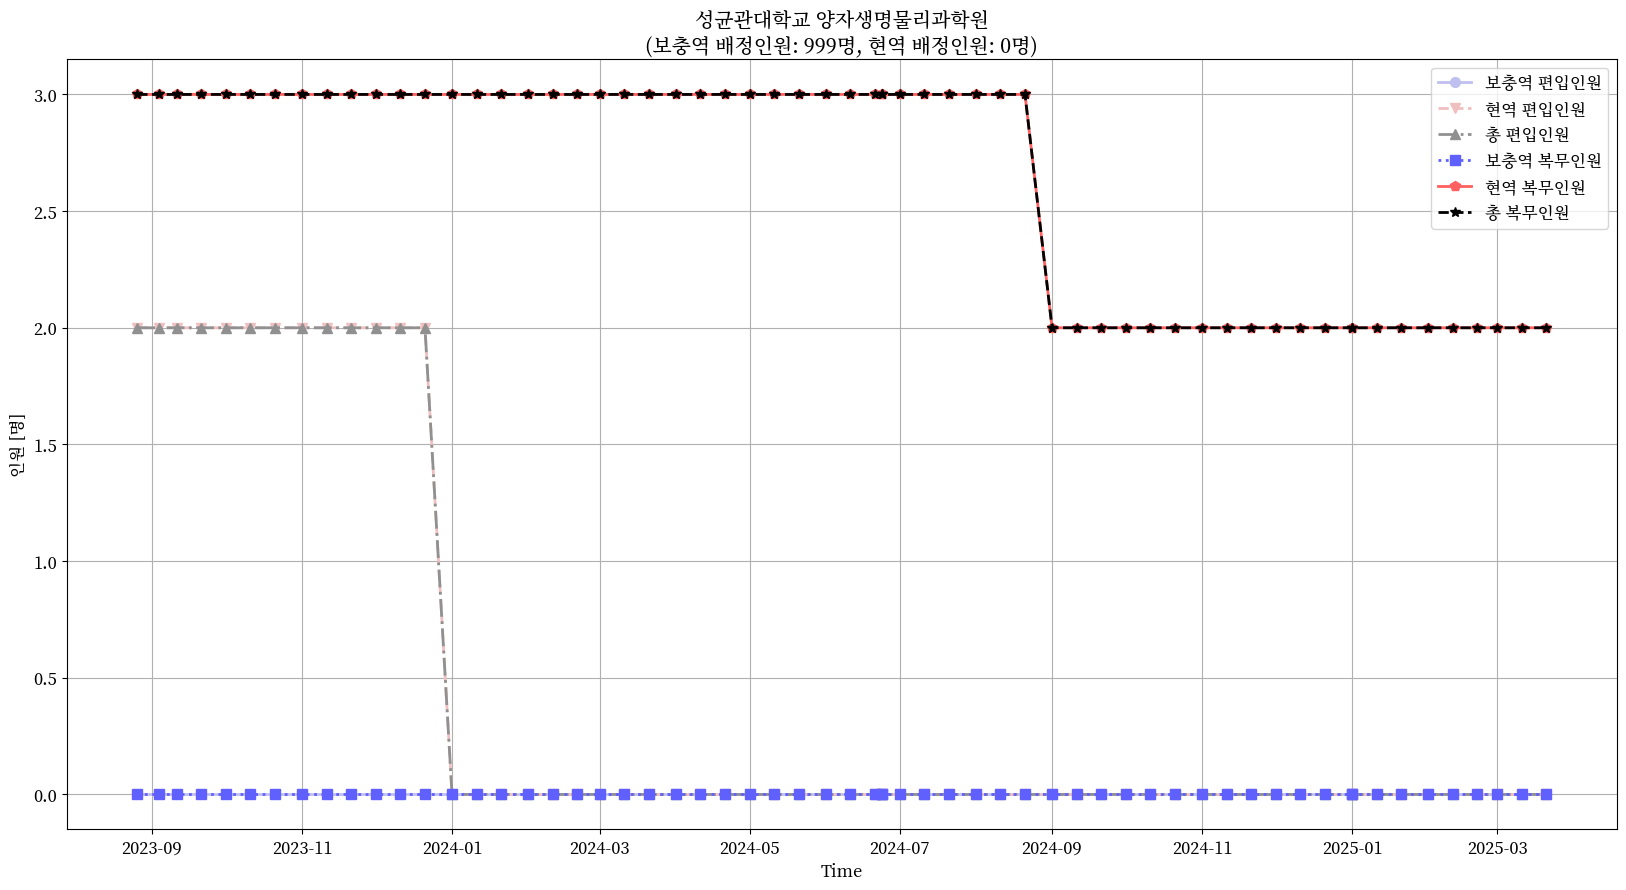 성균관대학교 양자생명물리과학원
(보충역 배정인원: 999명, 현역 배정인원: 0명)
보충역 편입인원
현역 편입인원
총 편입인원
보충역 복무인원
현역 복무인원
총 복무인원
인원 [명]
3.0
2.5
2.0
1.5
1.0
0.5
0.0
2023-09 2023-11 2024-01 2024-03 2024-05 2024-07 2024-09 2024-11 2025-01 2025-03
Time